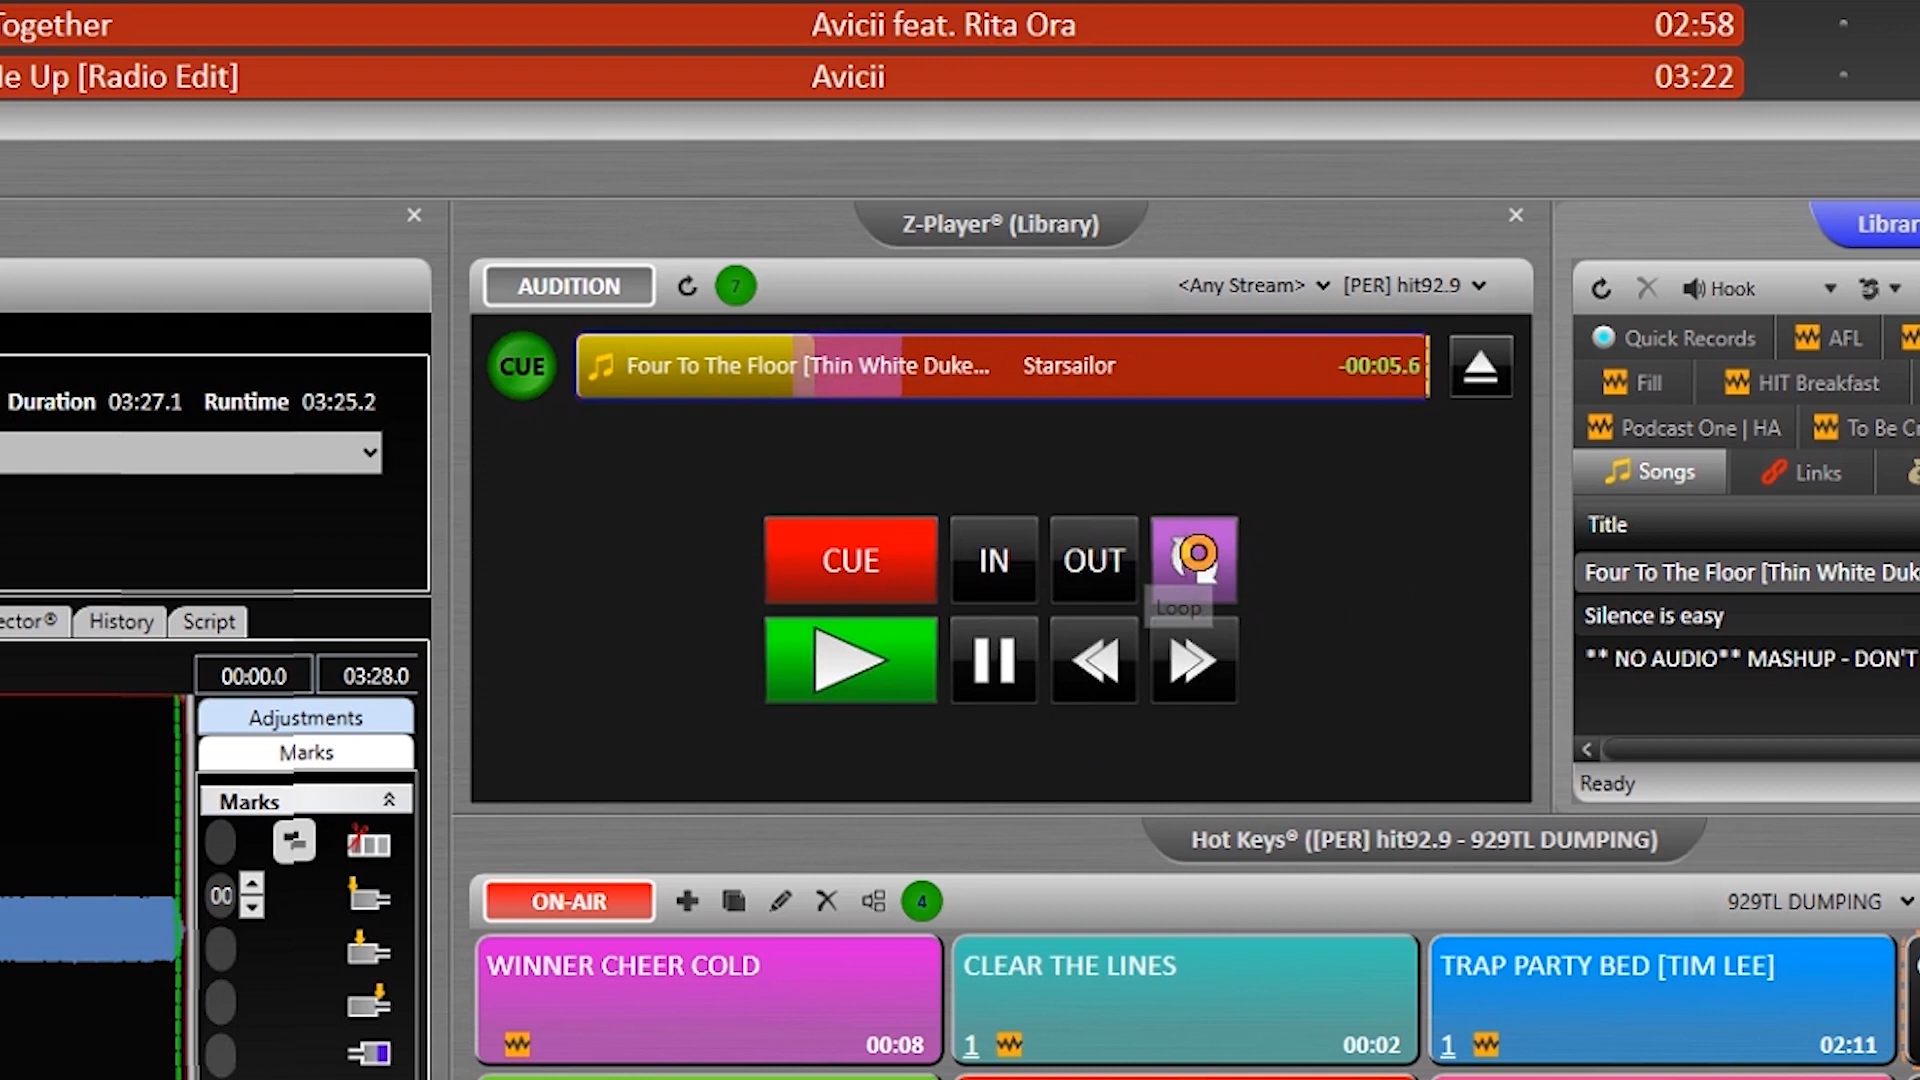 Together Avicii feat. Rita Ora 02:58
Me Up [Radio Edit] Avicii 03:22
Z-Player® (Library)
Librar
AUDITION 7 <Any Stream> [PER] hit92.9
Hook
Quick Records AFL
CUE Four To The Floor [Thin White Duke... Starsailor -00:05.6
Fill HIT Breakfast
Duration 03:27.1 Runtime 03:25.2
Podcast One | HA To Be Cr
Songs Links
Title
CUE IN OUT
Four To The Floor [Thin White Duk
Loop
Silence is easy
ector® History Script
** NO AUDIO** MASHUP - DON'T
00:00.0 03:28.0
Adjustments
Marks
Ready
Marks
Hot Keys® ([PER] hit92.9 - 929TL DUMPING)
00
ON-AIR 4 929TL DUMPING
WINNER CHEER COLD CLEAR THE LINES TRAP PARTY BED [TIM LEE]
00:08 1 00:02 1 02:11